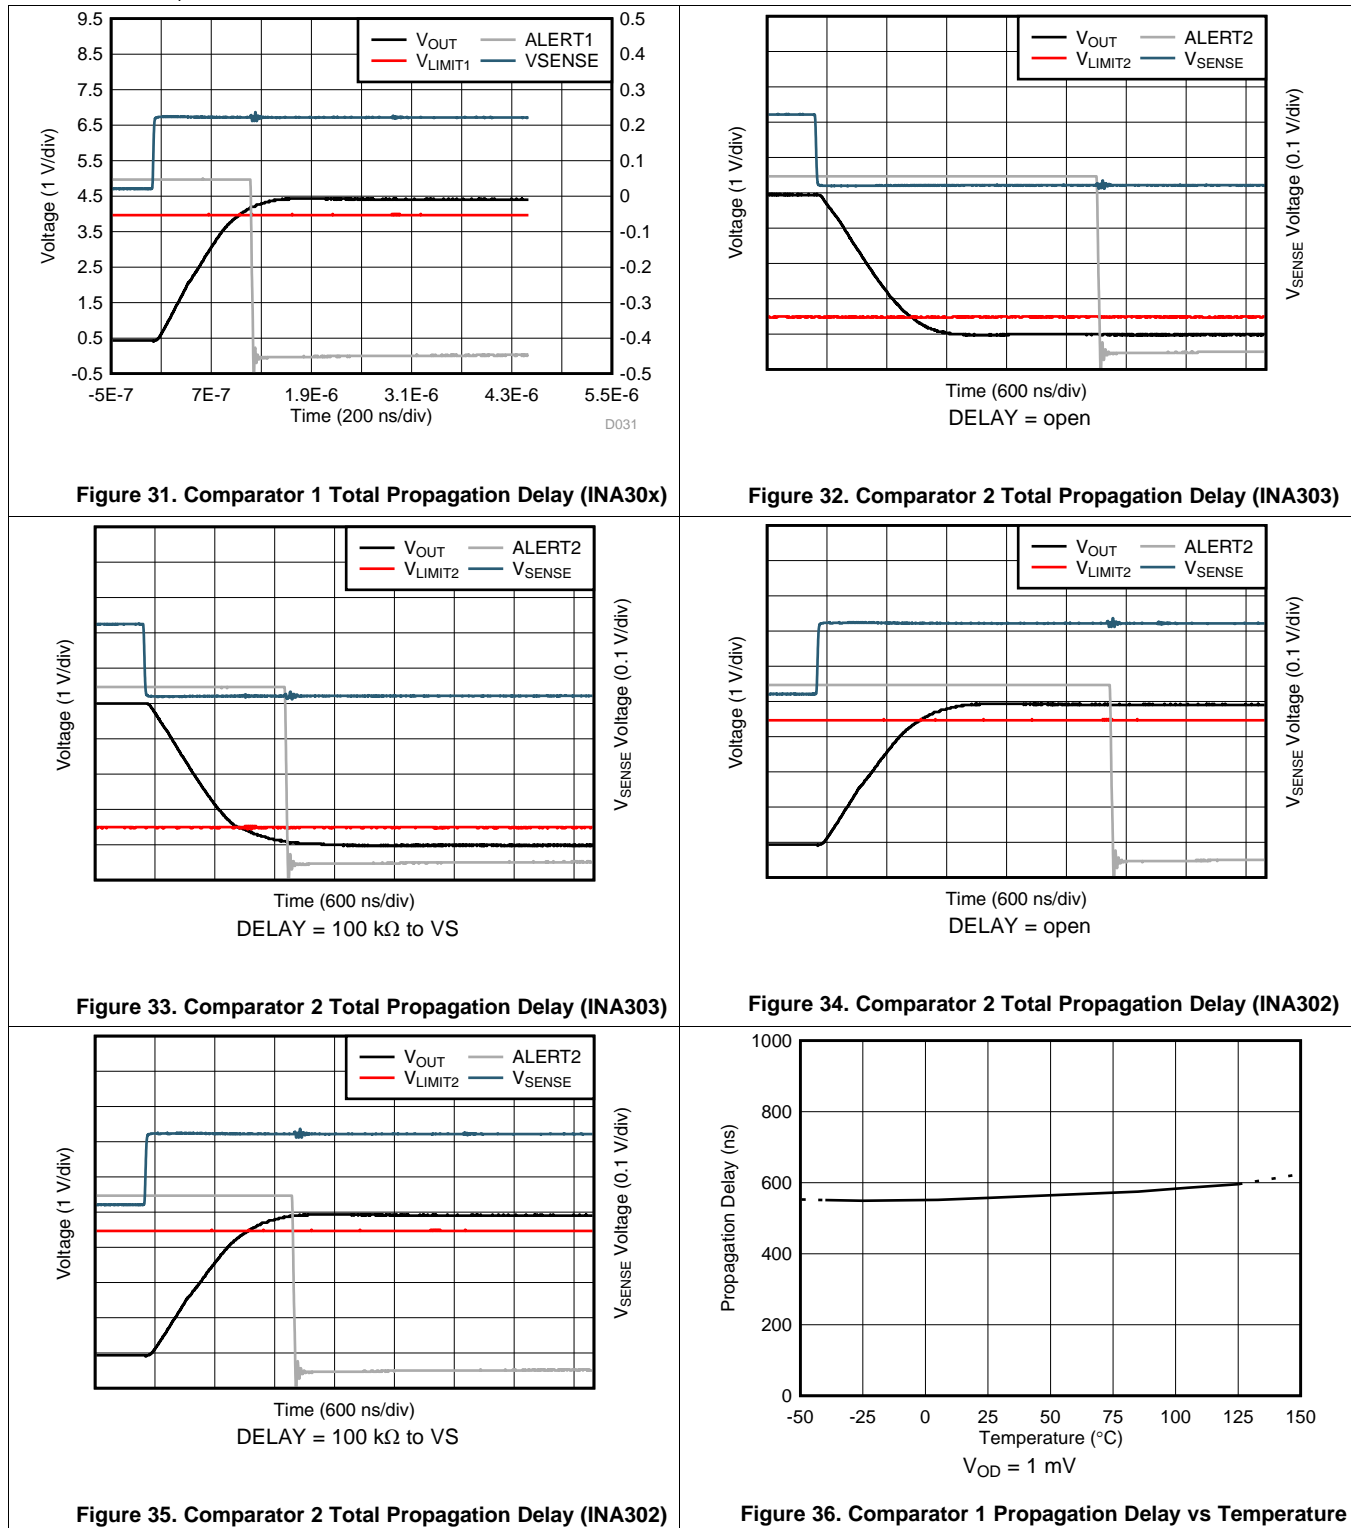 9.5
8.5
7.5
6.5
5.5
4.5
3.5
2.5
1.5
0.5
-0.5
Voltage (1 V/div)
VOUT ALERT1
VLIMIT1 VSENSE
0.5
0.4
0.3
0.2
0.1
0
-0.1
-0.2
-0.3
-0.4
-0.5
-5E-7 7E-7 1.9E-6 3.1E-6 4.3E-6 5.5E-6
Time (200 ns/div)
D031
Figure 31. Comparator 1 Total Propagation Delay (INA30x)
Voltage (1 V/div)
VOUT ALERT2
VLIMIT2 VSENSE
VSENSE Voltage (0.1 V/div)
Time (600 ns/div)
DELAY = open
Figure 32. Comparator 2 Total Propagation Delay (INA303)
Voltage (1 V/div)
VOUT ALERT2
VLIMIT2 VSENSE
VSENSE Voltage (0.1 V/div)
Time (600 ns/div)
DELAY = 100 kΩ to VS
Figure 33. Comparator 2 Total Propagation Delay (INA303)
Voltage (1 V/div)
VOUT ALERT2
VLIMIT2 VSENSE
VSENSE Voltage (0.1 V/div)
Time (600 ns/div)
DELAY = open
Figure 34. Comparator 2 Total Propagation Delay (INA302)
Voltage (1 V/div)
VOUT ALERT2
VLIMIT2 VSENSE
VSENSE Voltage (0.1 V/div)
Time (600 ns/div)
DELAY = 100 kΩ to VS
Figure 35. Comparator 2 Total Propagation Delay (INA302)
Propagation Delay (ns)
1000
800
600
400
200
0
-50 -25 0 25 50 75 100 125 150
Temperature (°C)
VOD = 1 mV
Figure 36. Comparator 1 Propagation Delay vs Temperature